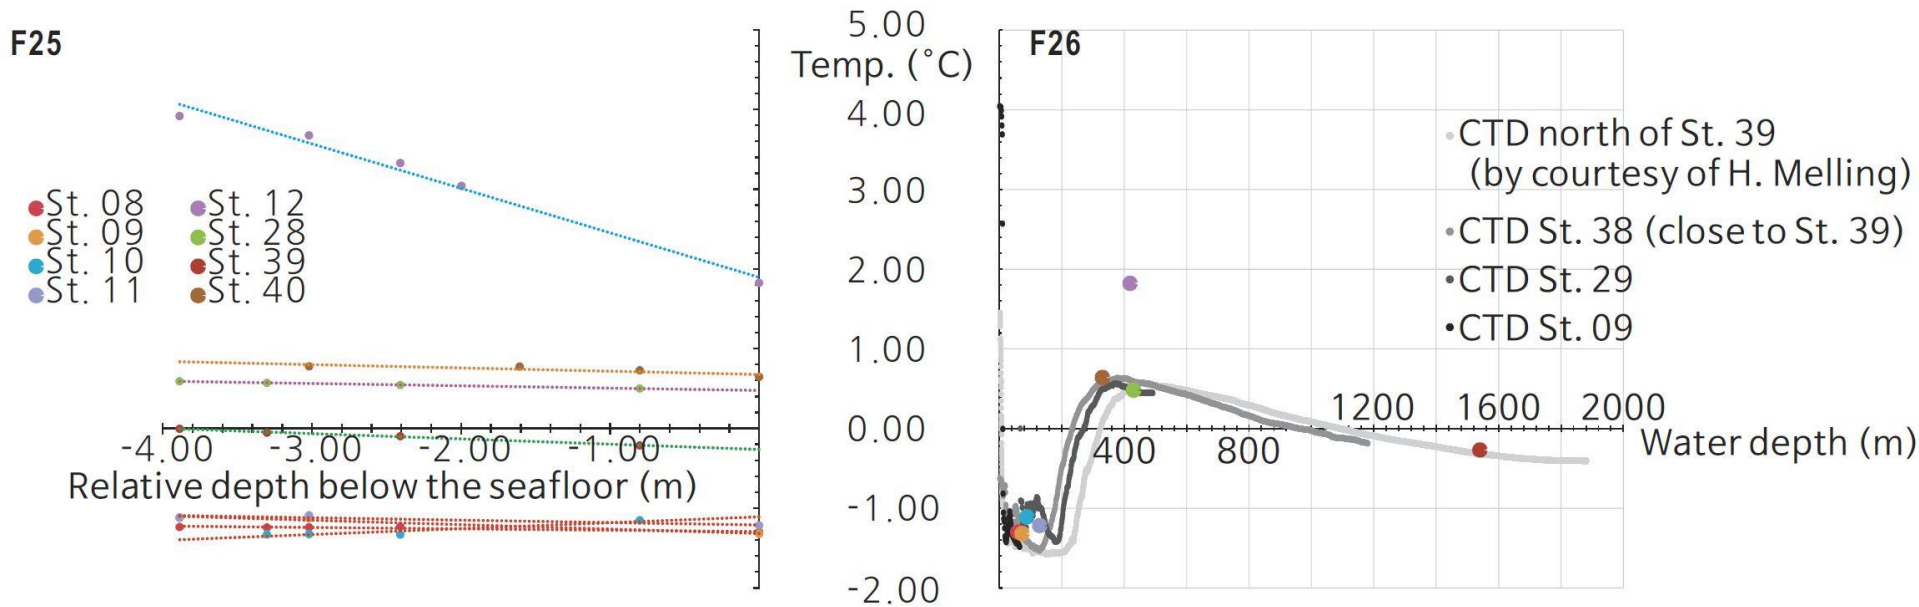 F25
5.00
Temp. (˚C)
4.00
3.00
2.00
1.00
0.00
-1.00
-2.00
St. 08
St. 09
St. 10
St. 11
St. 12
St. 28
St. 39
St. 40
-4.00 -3.00 -2.00 -1.00
Relative depth below the seafloor (m)
F26
CTD north of St. 39
(by courtesy of H. Melling)
CTD St. 38 (close to St. 39)
CTD St. 29
CTD St. 09
400 800 1200 1600 2000
Water depth (m)